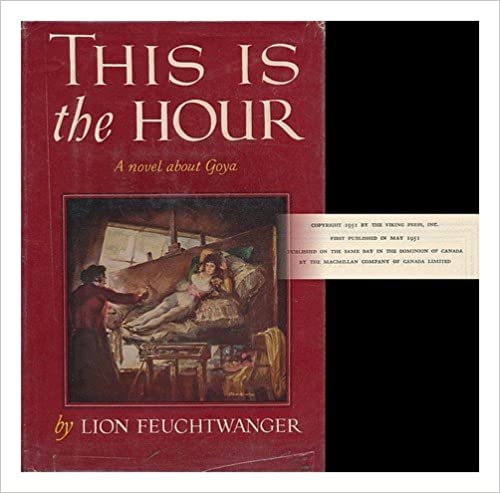 THIS IS
the HOUR
A novel about Goya
by LION FEUCHTWANGER
COPYRIGHT 1951 BY THE VIKING PRESS, INC.
FIRST PUBLISHED IN MAY 1951
PUBLISHED ON THE SAME DAY IN THE DOMINION OF CANADA
BY THE MACMILLAN COMPANY OF CANADA LIMITED